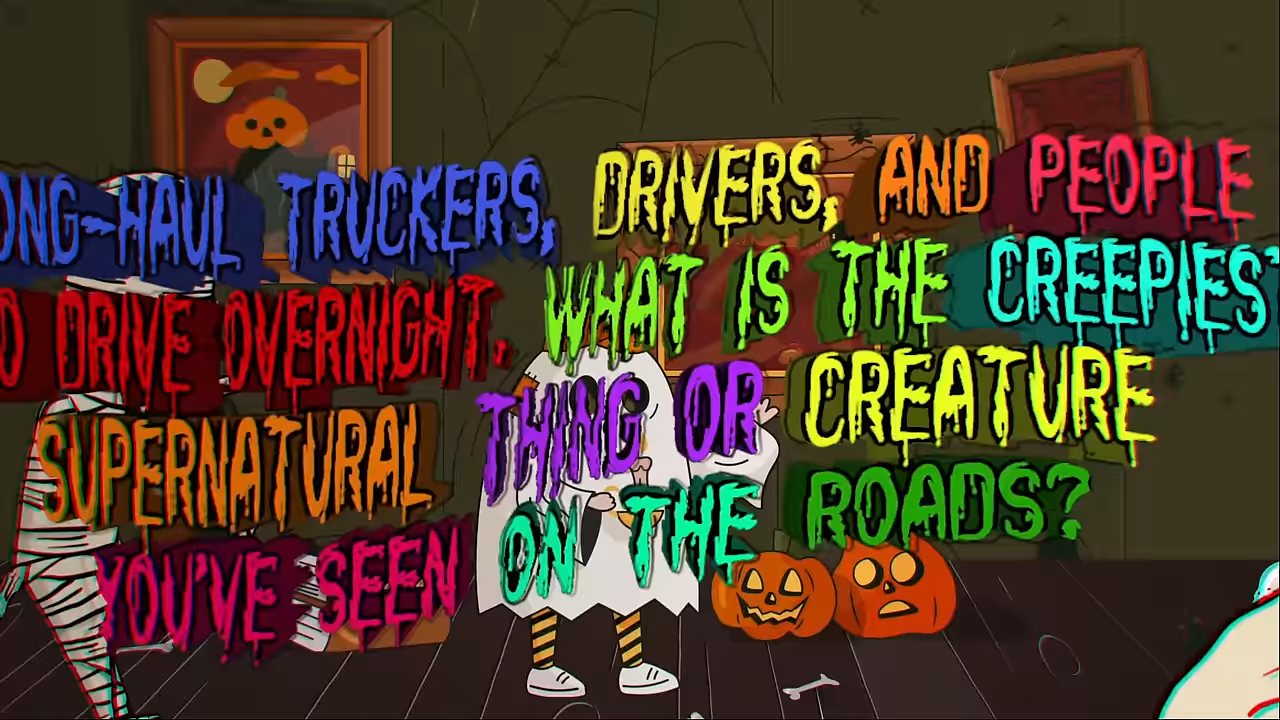 ONG-HAUL TRUCKERS, DRIVERS, AND PEOPLE
O DRIVE OVERNIGHT. WHAT IS THE CREEPIEST
SUPERNATURAL THING OR CREATURE
YOU'VE SEEN ON THE ROADS?